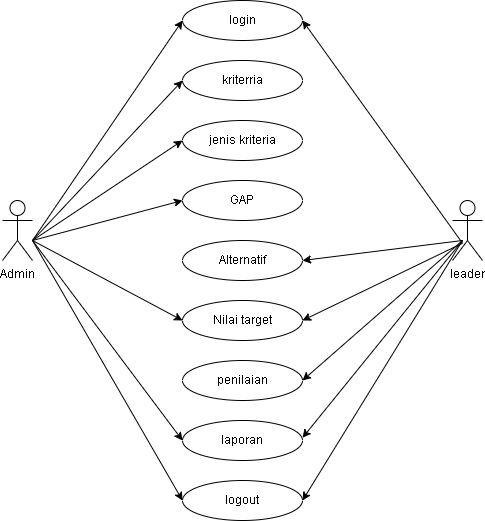 login
kriterria
jenis kriteria
GAP
Admin
leader
Alternatif
Nilai target
penilaian
laporan
logout